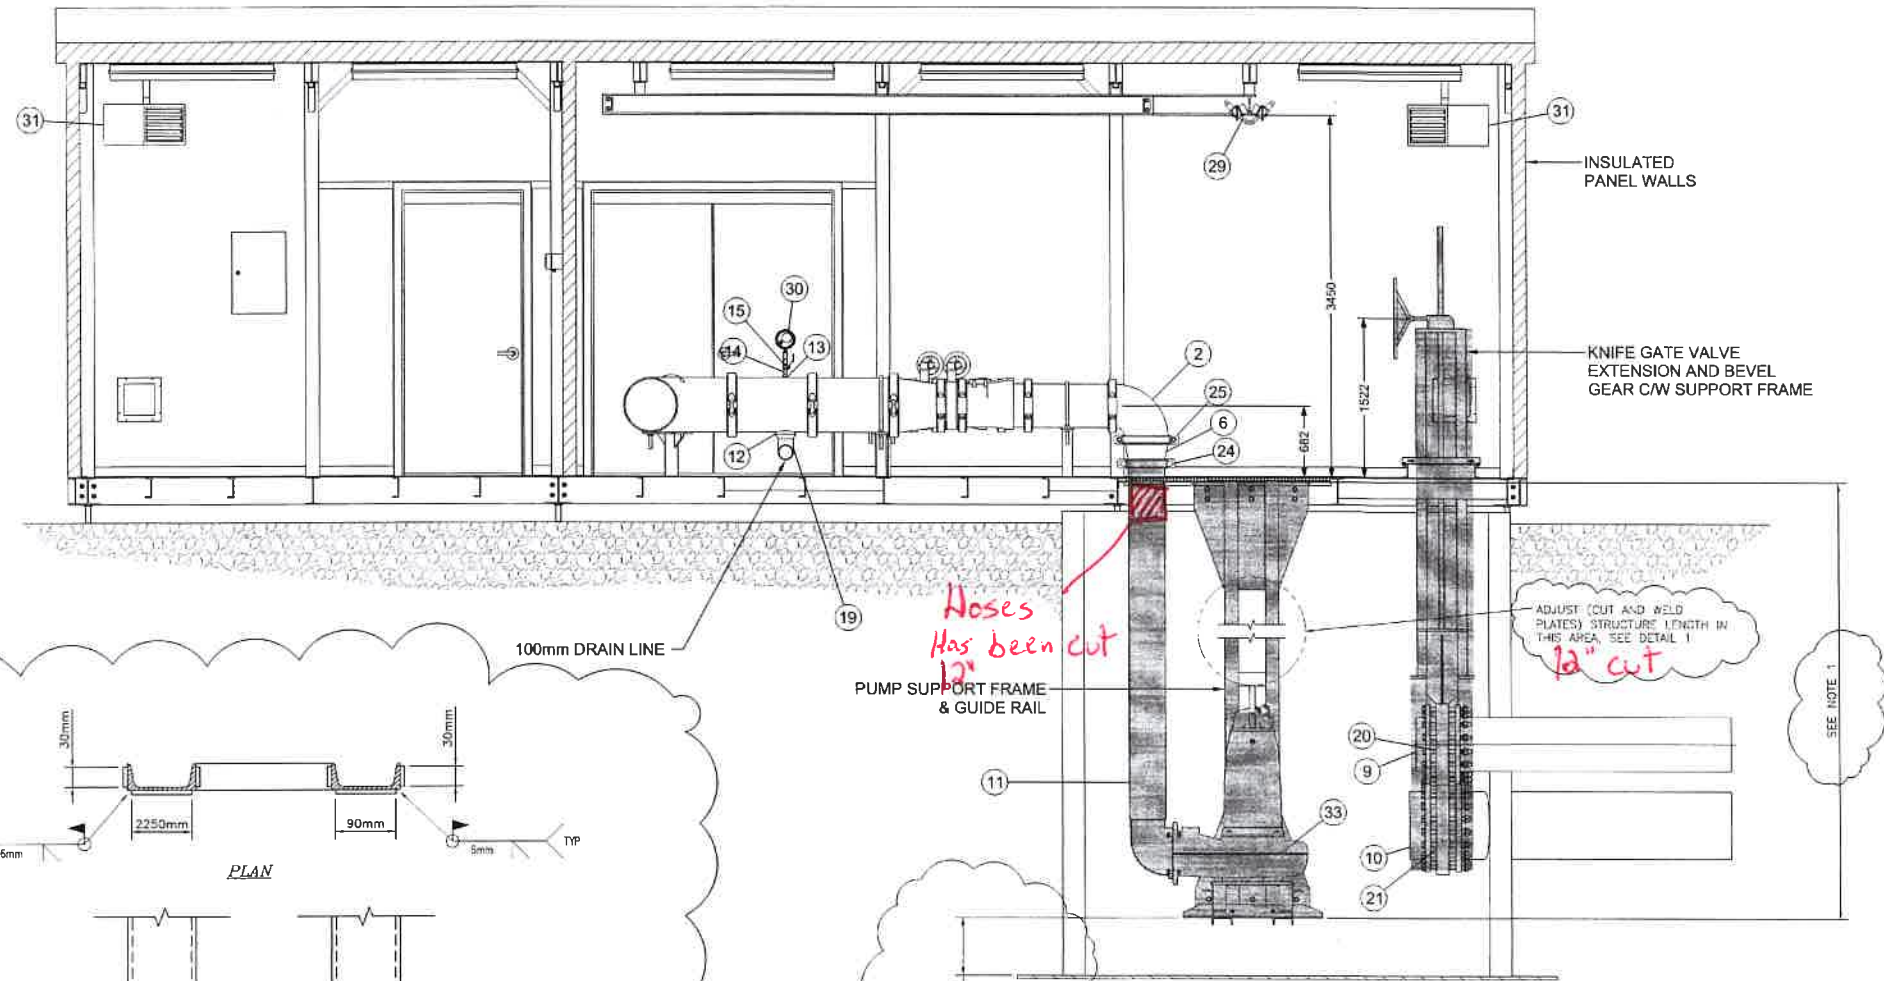 31
29
31
INSULATED
PANEL WALLS
3450
30
15
14
13
2
25
6
24
12
682
1522
KNIFE GATE VALVE
EXTENSION AND BEVEL
GEAR C/W SUPPORT FRAME
19
100mm DRAIN LINE
Hoses
Has been cut
12"
PUMP SUPPORT FRAME
& GUIDE RAIL
ADJUST (CUT AND WELD
PLATES) STRUCTURE LENGTH IN
THIS AREA, SEE DETAIL 1
12" cut
SEE NOTE 1
20
9
11
33
10
21
30mm
30mm
2250mm
90mm
6mm
5mm
TYP
PLAN